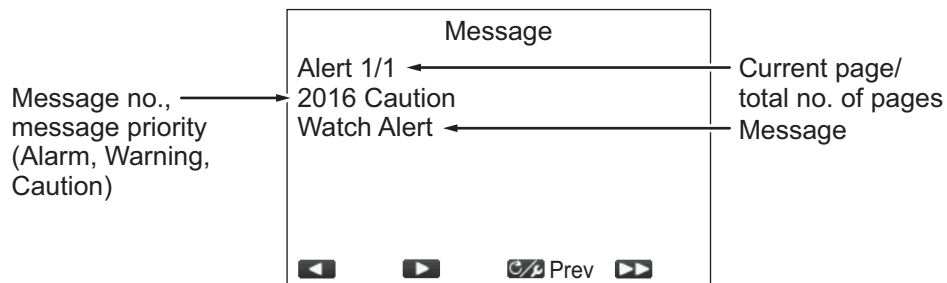 Message
Alert 1/1
2016 Caution
Watch Alert
Prev
Message no.,
message priority
(Alarm, Warning,
Caution)
Current page/
total no. of pages
Message